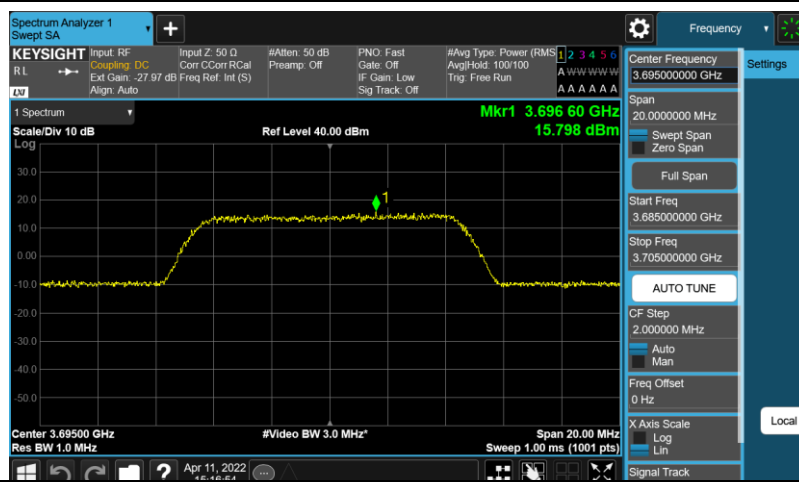 Spectrum Analyzer 1
Swept SA
+
Frequency
KEYSIGHT
RL
LXI
Input: RF
Coupling: DC
Ext Gain: -27.97 dB
Align: Auto
Input Z: 50 Ω
Corr CCorr RCal
Freq Ref: Int (S)
#Atten: 50 dB
Preamp: Off
PNO: Fast
Gate: Off
IF Gain: Low
Sig Track: Off
#Avg Type: Power (RMS
Avg|Hold: 100/100
Trig: Free Run
1 2 3 4 5 6
A W W W W W
A A A A A A
1 Spectrum
Scale/Div 10 dB
Log
Ref Level 40.00 dBm
Mkr1 3.696 60 GHz
15.798 dBm
30.0
20.0
10.0
0.00
-10.0
-20.0
-30.0
-40.0
-50.0
1
Center 3.69500 GHz
Res BW 1.0 MHz
#Video BW 3.0 MHz*
Span 20.00 MHz
Sweep 1.00 ms (1001 pts)
Center Frequency
3.695000000 GHz
Span
20.0000000 MHz
Swept Span
Zero Span
Full Span
Start Freq
3.685000000 GHz
Stop Freq
3.705000000 GHz
AUTO TUNE
CF Step
2.000000 MHz
Auto
Man
Freq Offset
0 Hz
X Axis Scale
Log
Lin
Signal Track
Settings
Local
?
Apr 11, 2022